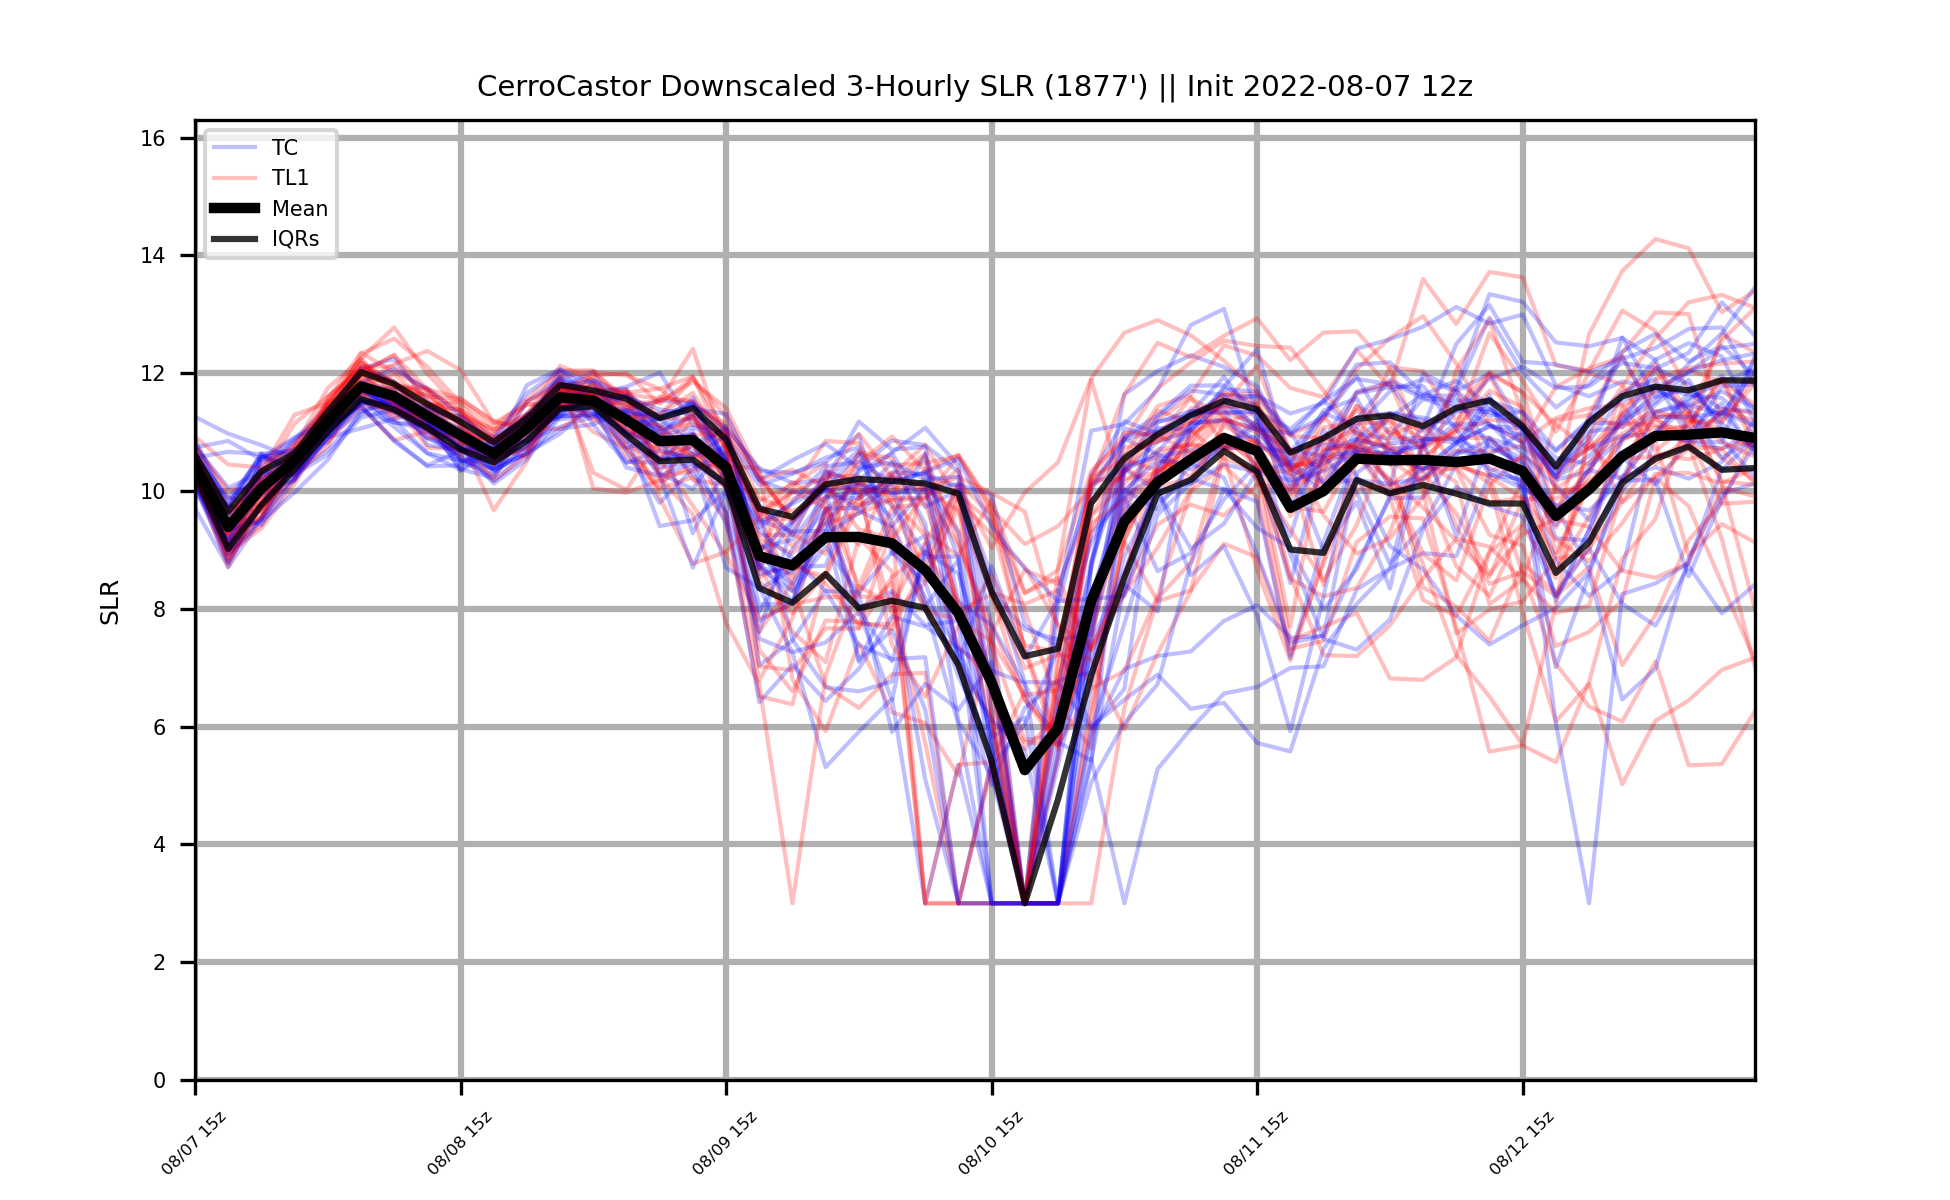 CerroCastor Downscaled 3-Hourly SLR (1877') || Init 2022-08-07 12z
TC
TL1
Mean
IQRs
SLR
16
14
12
10
8
6
4
2
0
08/07 15z
08/08 15z
08/09 15z
08/10 15z
08/11 15z
08/12 15z